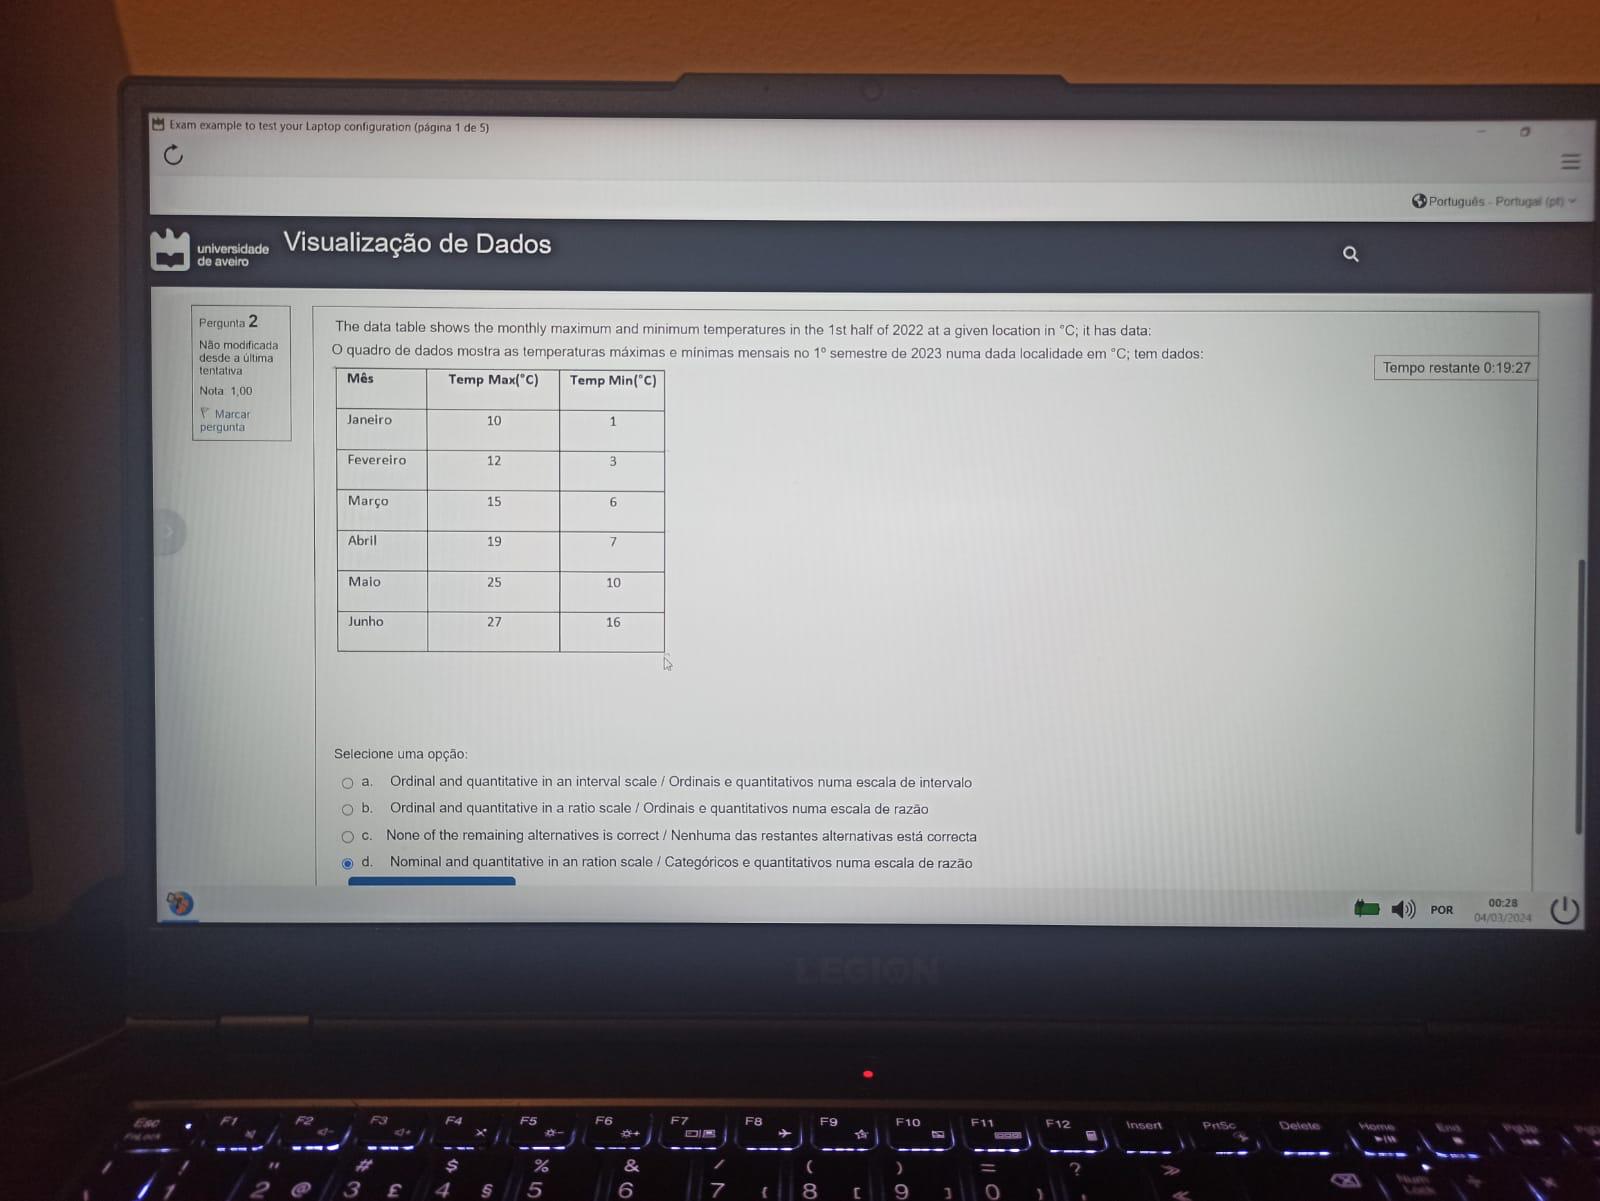 Exam example to test your Laptop configuration (página 1 de 5)
Português - Portugal (pt)
universidade
de aveiro
Visualização de Dados
Pergunta 2
Não modificada
desde a última
tentativa
Nota 1,00
Marcar
pergunta
The data table shows the monthly maximum and minimum temperatures in the 1st half of 2022 at a given location in °C; it has data:
O quadro de dados mostra as temperaturas máximas e mínimas mensais no 1º semestre de 2023 numa dada localidade em °C; tem dados:
Tempo restante 0:19:27
Mês Temp Max(°C) Temp Min(°C)
Janeiro 10 1
Fevereiro 12 3
Março 15 6
Abril 19 7
Maio 25 10
Junho 27 16
Selecione uma opção:
a. Ordinal and quantitative in an interval scale / Ordinais e quantitativos numa escala de intervalo
b. Ordinal and quantitative in a ratio scale / Ordinais e quantitativos numa escala de razão
c. None of the remaining alternatives is correct / Nenhuma das restantes alternativas está correcta
d. Nominal and quantitative in an ration scale / Categóricos e quantitativos numa escala de razão
POR
00:28
04/03/2024
LEGION
Esc F1 F2 F3 F4 F5 F6 F7 F8 F9 F10 F11 F12 Insert PrtSc Delete Home End
FnLock
! " # $ % & / ( ) = ?
1 2 @ 3 £ 4 § 5 6 7 { 8 [ 9 ] 0 } '
Num
Lock